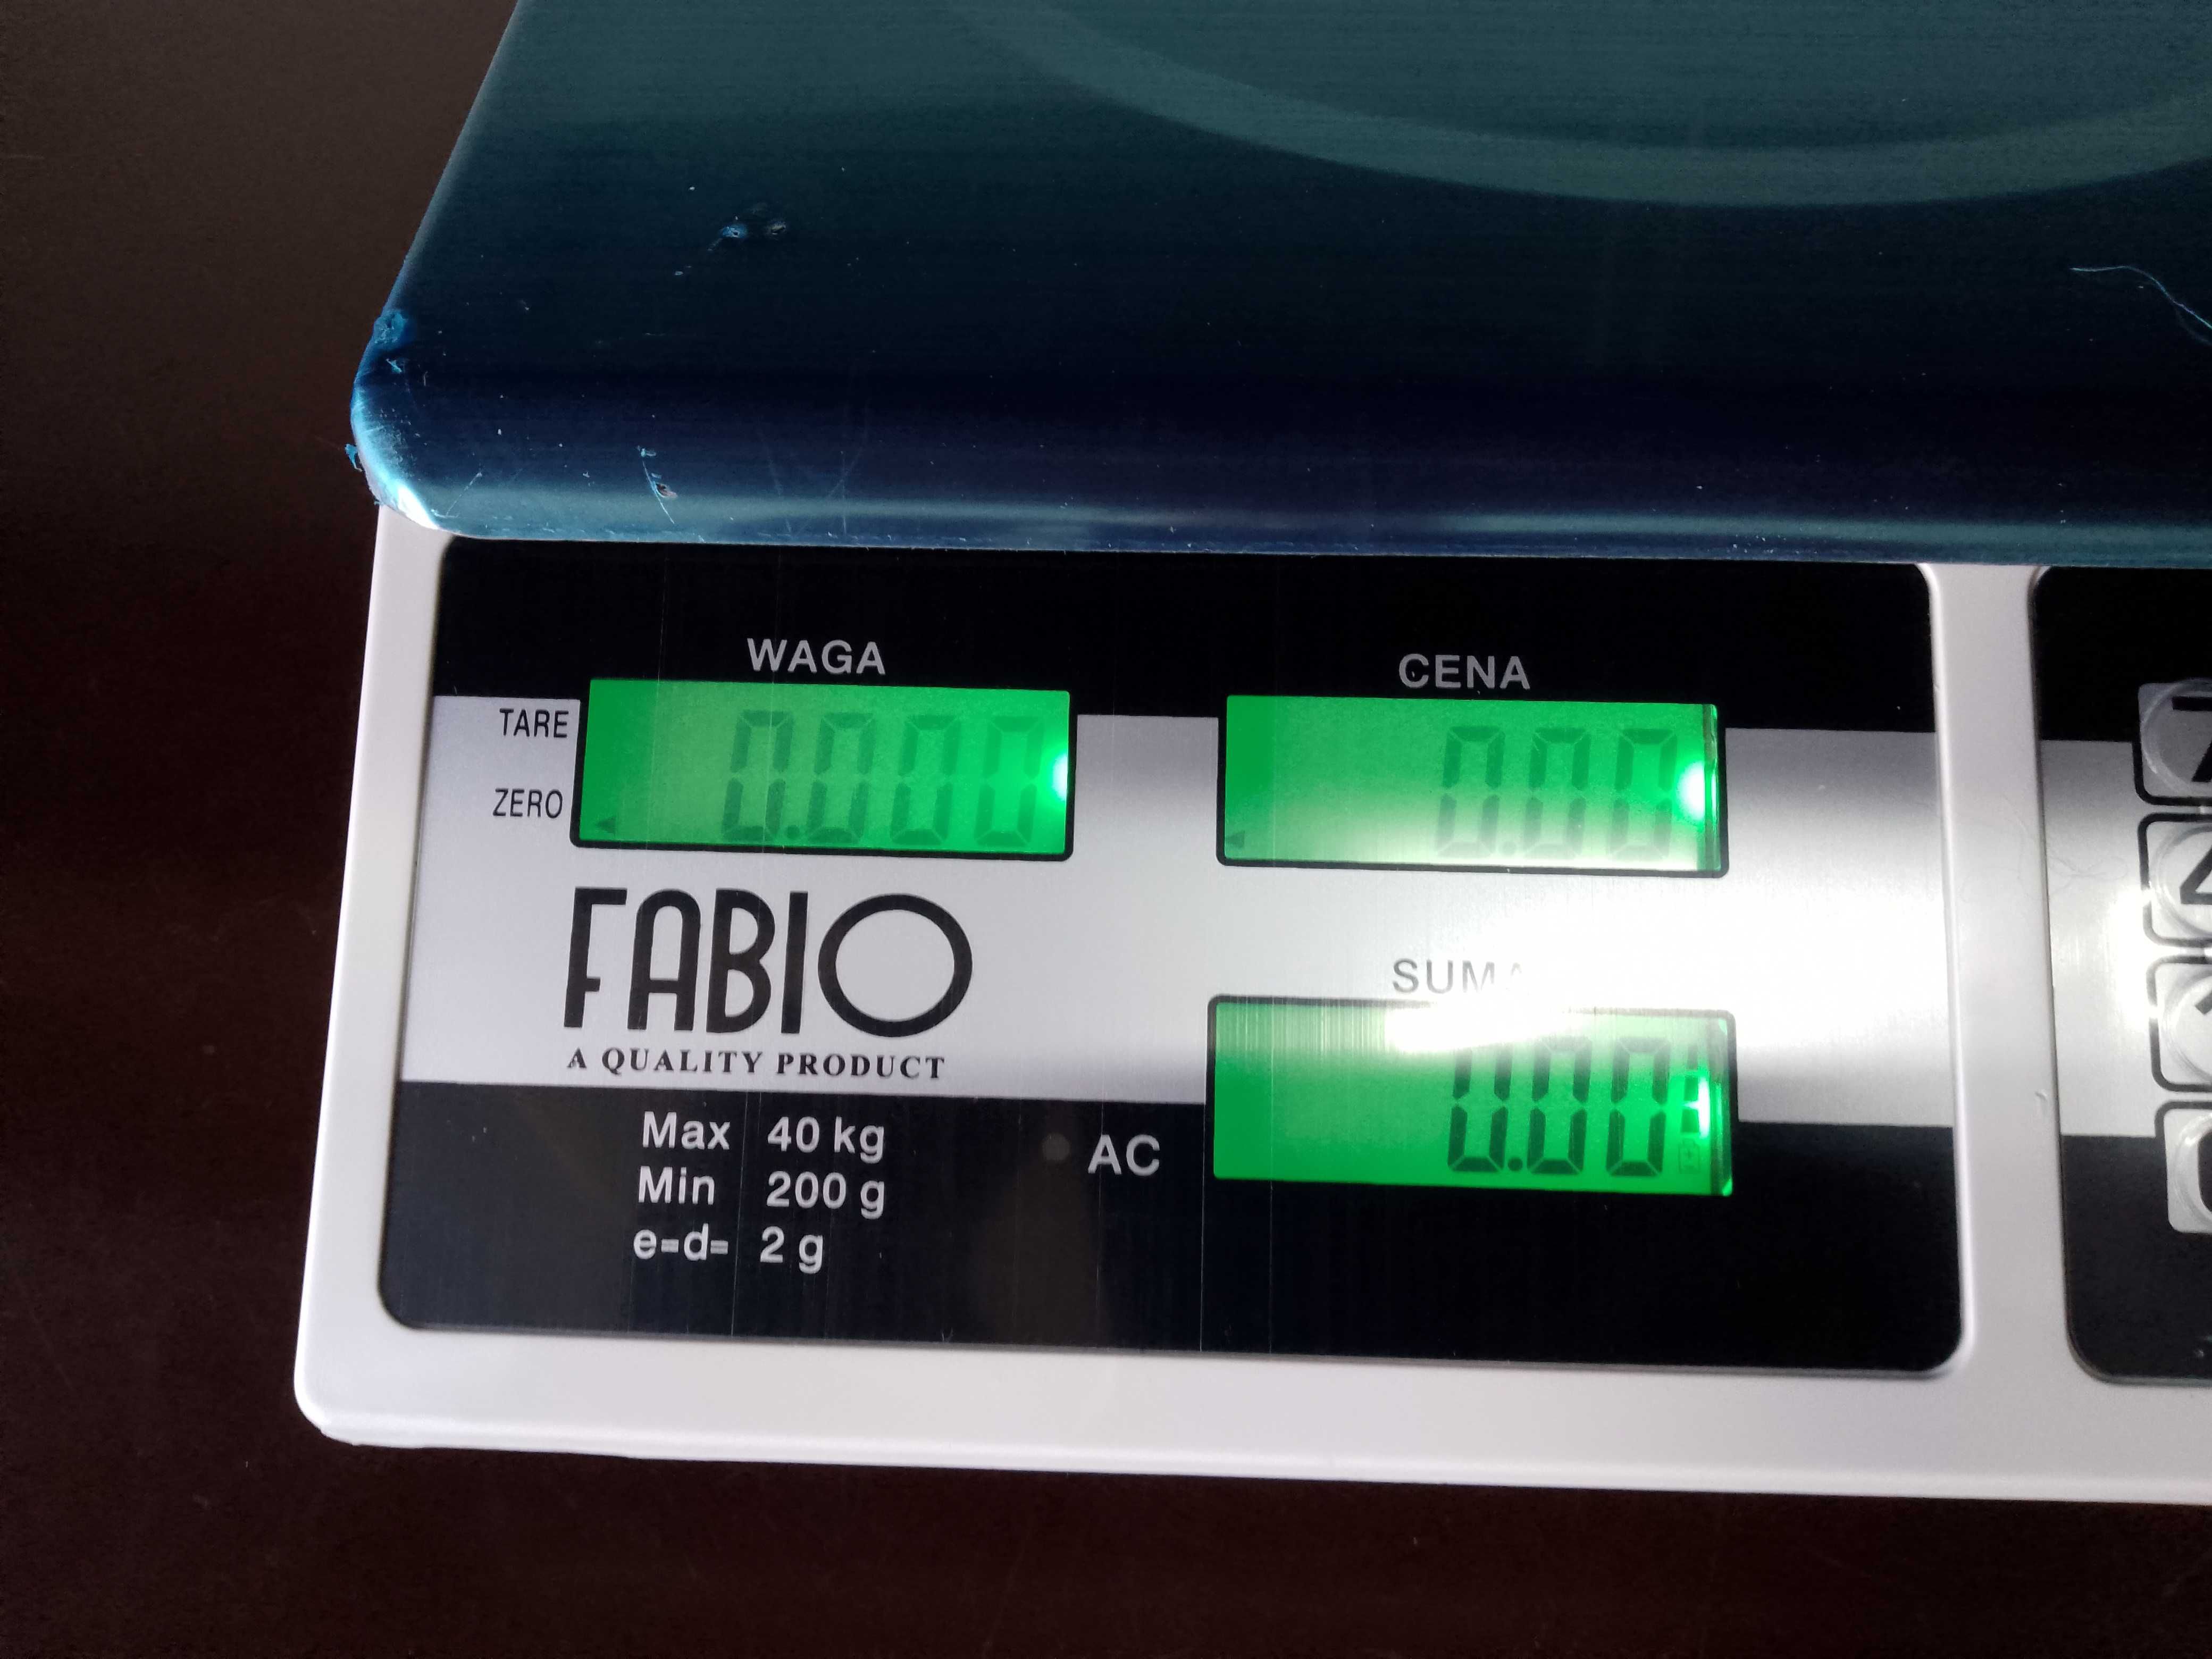 WAGA
CENA
TARE
0.000
0.00
ZERO
FABIO
A QUALITY PRODUCT
SUMA
0.00
Max 40 kg
Min 200 g
e=d= 2 g
AC